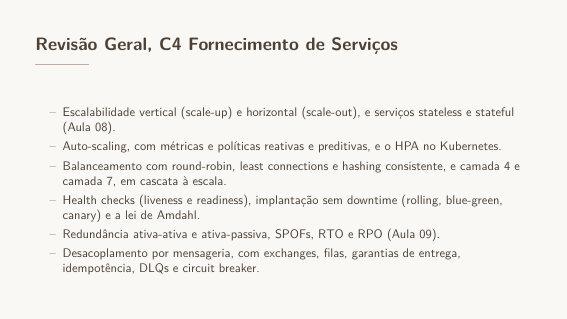 Revisão Geral, C4 Fornecimento de Serviços
– Escalabilidade vertical (scale-up) e horizontal (scale-out), e serviços stateless e stateful
(Aula 08).
– Auto-scaling, com métricas e políticas reativas e preditivas, e o HPA no Kubernetes.
– Balanceamento com round-robin, least connections e hashing consistente, e camada 4 e
camada 7, em cascata à escala.
– Health checks (liveness e readiness), implantação sem downtime (rolling, blue-green,
canary) e a lei de Amdahl.
– Redundância ativa-ativa e ativa-passiva, SPOFs, RTO e RPO (Aula 09).
– Desacoplamento por mensageria, com exchanges, filas, garantias de entrega,
idempotência, DLQs e circuit breaker.